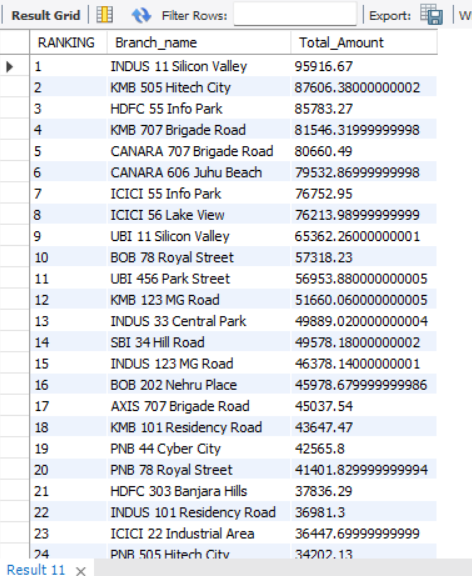 Result Grid Filter Rows: Export: W
RANKING Branch_name Total_Amount
1 INDUS 11 Silicon Valley 95916.67
2 KMB 505 Hitech City 87606.38000000002
3 HDFC 55 Info Park 85783.27
4 KMB 707 Brigade Road 81546.31999999998
5 CANARA 707 Brigade Road 80660.49
6 CANARA 606 Juhu Beach 79532.86999999998
7 ICICI 55 Info Park 76752.95
8 ICICI 56 Lake View 76213.98999999999
9 UBI 11 Silicon Valley 65362.26000000001
10 BOB 78 Royal Street 57318.23
11 UBI 456 Park Street 56953.880000000005
12 KMB 123 MG Road 51660.060000000005
13 INDUS 33 Central Park 49889.020000000004
14 SBI 34 Hill Road 49578.18000000002
15 INDUS 123 MG Road 46378.14000000001
16 BOB 202 Nehru Place 45978.679999999986
17 AXIS 707 Brigade Road 45037.54
18 KMB 101 Residency Road 43647.47
19 PNB 44 Cyber City 42565.8
20 PNB 78 Royal Street 41401.829999999994
21 HDFC 303 Banjara Hills 37836.29
22 INDUS 101 Residency Road 36981.3
23 ICICI 22 Industrial Area 36447.69999999999
24 PNB 505 Hitech City 34202.13
Result 11